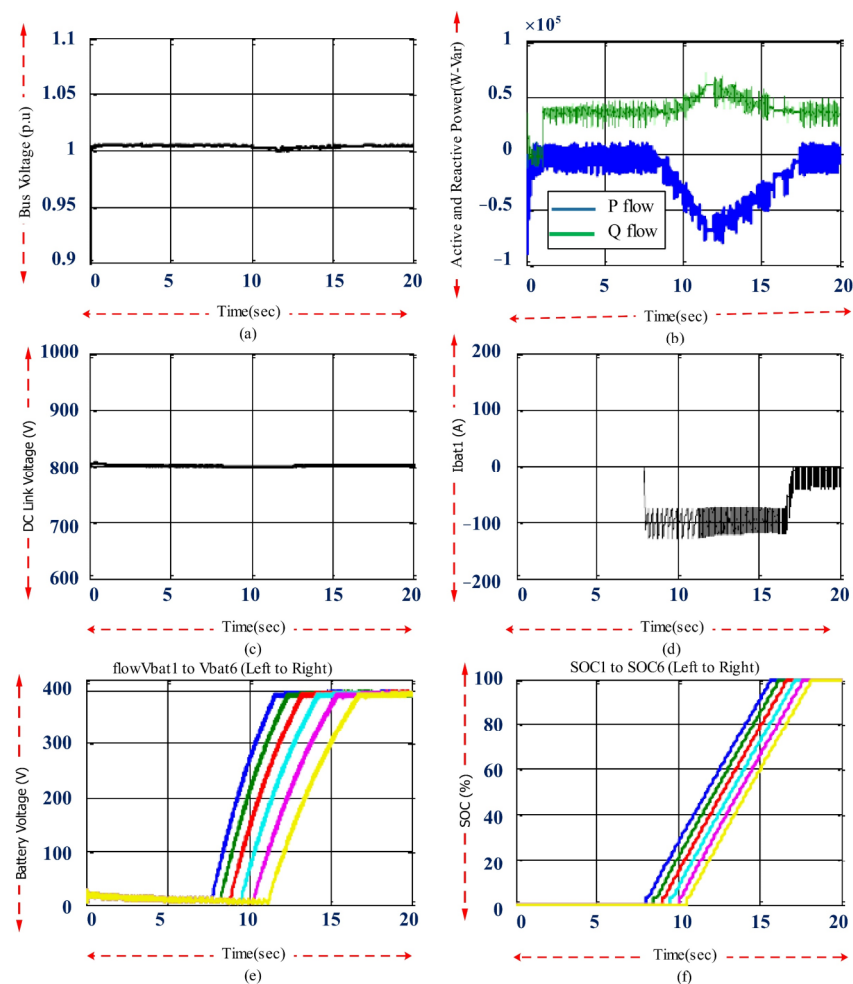 1.1
1.05
1
0.95
0.9
0 5 10 15 20
Bus Voltage (p.u)
Time(sec)
(a)
×10⁵
1
0.5
0
−0.5
−1
0 5 10 15 20
Active and Reactive Power(W-Var)
P flow
Q flow
Time(sec)
(b)
1000
900
800
700
600
0 5 10 15 20
DC Link Voltage (V)
Time(sec)
(c)
200
100
0
−100
−200
0 5 10 15 20
Ibat1 (A)
Time(sec)
(d)
flowVbat1 to Vbat6 (Left to Right)
400
300
200
100
0
0 5 10 15 20
Battery Voltage (V)
Time(sec)
(e)
SOC1 to SOC6 (Left to Right)
100
80
60
40
20
0
0 5 10 15 20
SOC (%)
Time(sec)
(f)